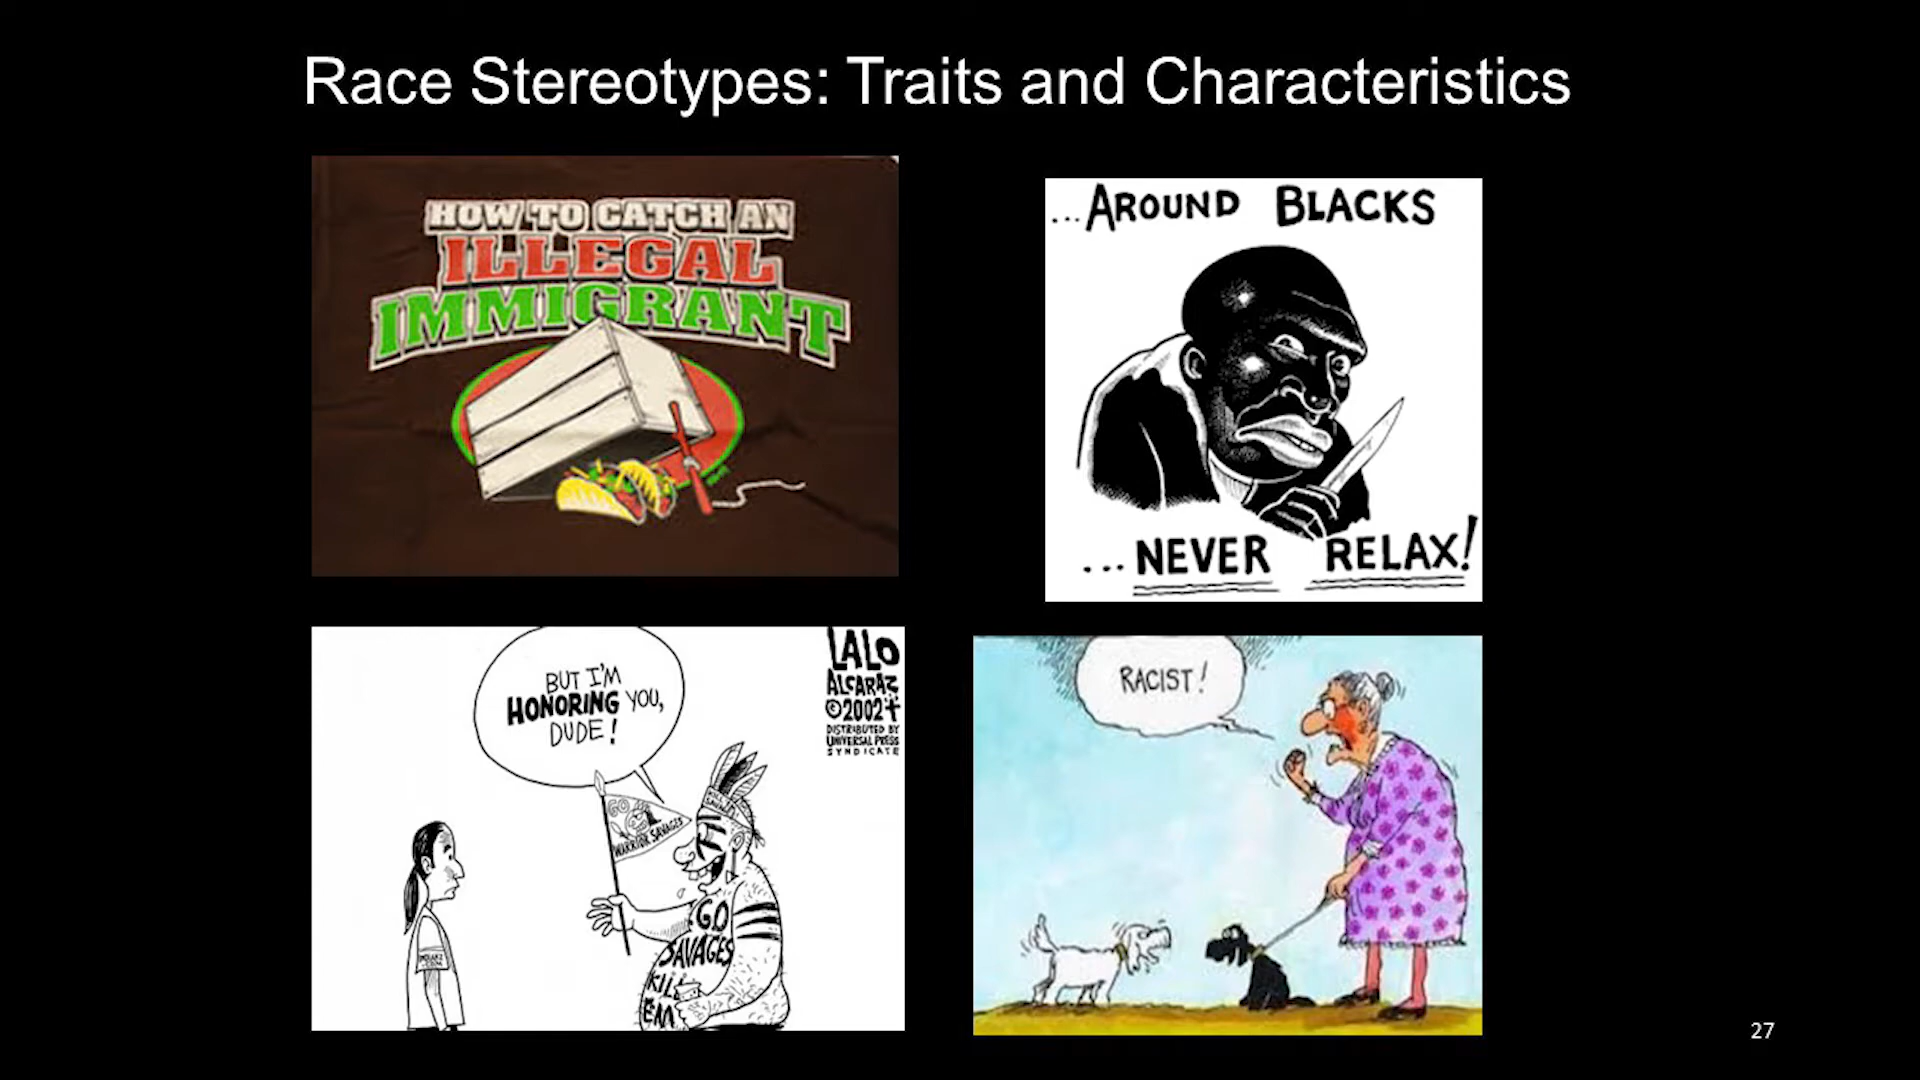 Race Stereotypes: Traits and Characteristics
HOW TO CATCH AN
ILLEGAL
IMMIGRANT
...AROUND BLACKS
...NEVER RELAX!
BUT I'M
HONORING YOU,
DUDE!
LALO
ALCARAZ
©2002
DISTRIBUTED BY
UNIVERSAL PRESS
SYNDICATE
GO
WARRIOR SAVAGES
GO
SAVAGES
KILL
'EM
RACIST!
27